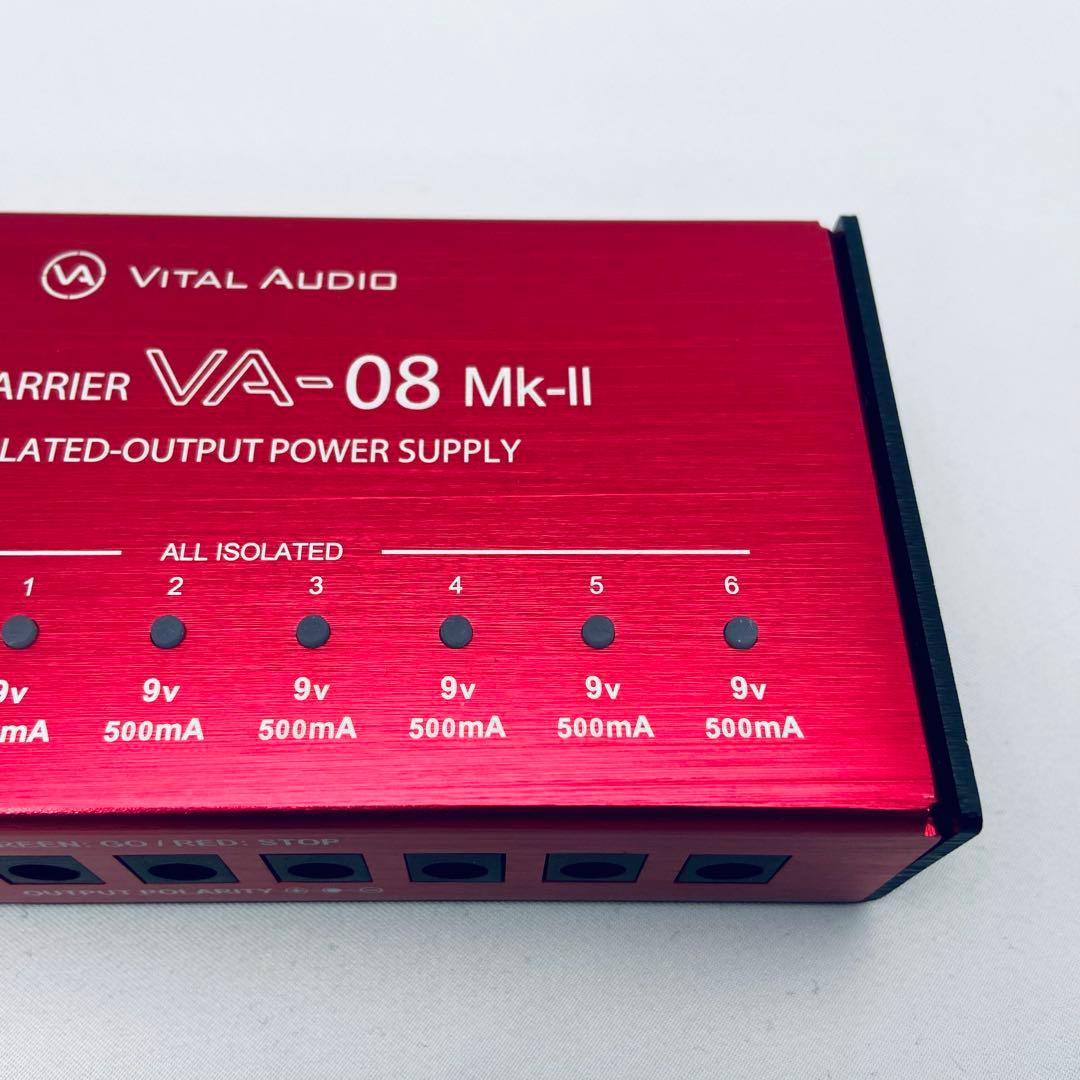 VA VITAL AUDIO
ARRIER VA-08 Mk-II
LATED-OUTPUT POWER SUPPLY
ALL ISOLATED
1 2 3 4 5 6
9v 9v 9v 9v 9v 9v
mA 500mA 500mA 500mA 500mA 500mA
REEN: GO / RED: STOP
OUTPUT POLARITY